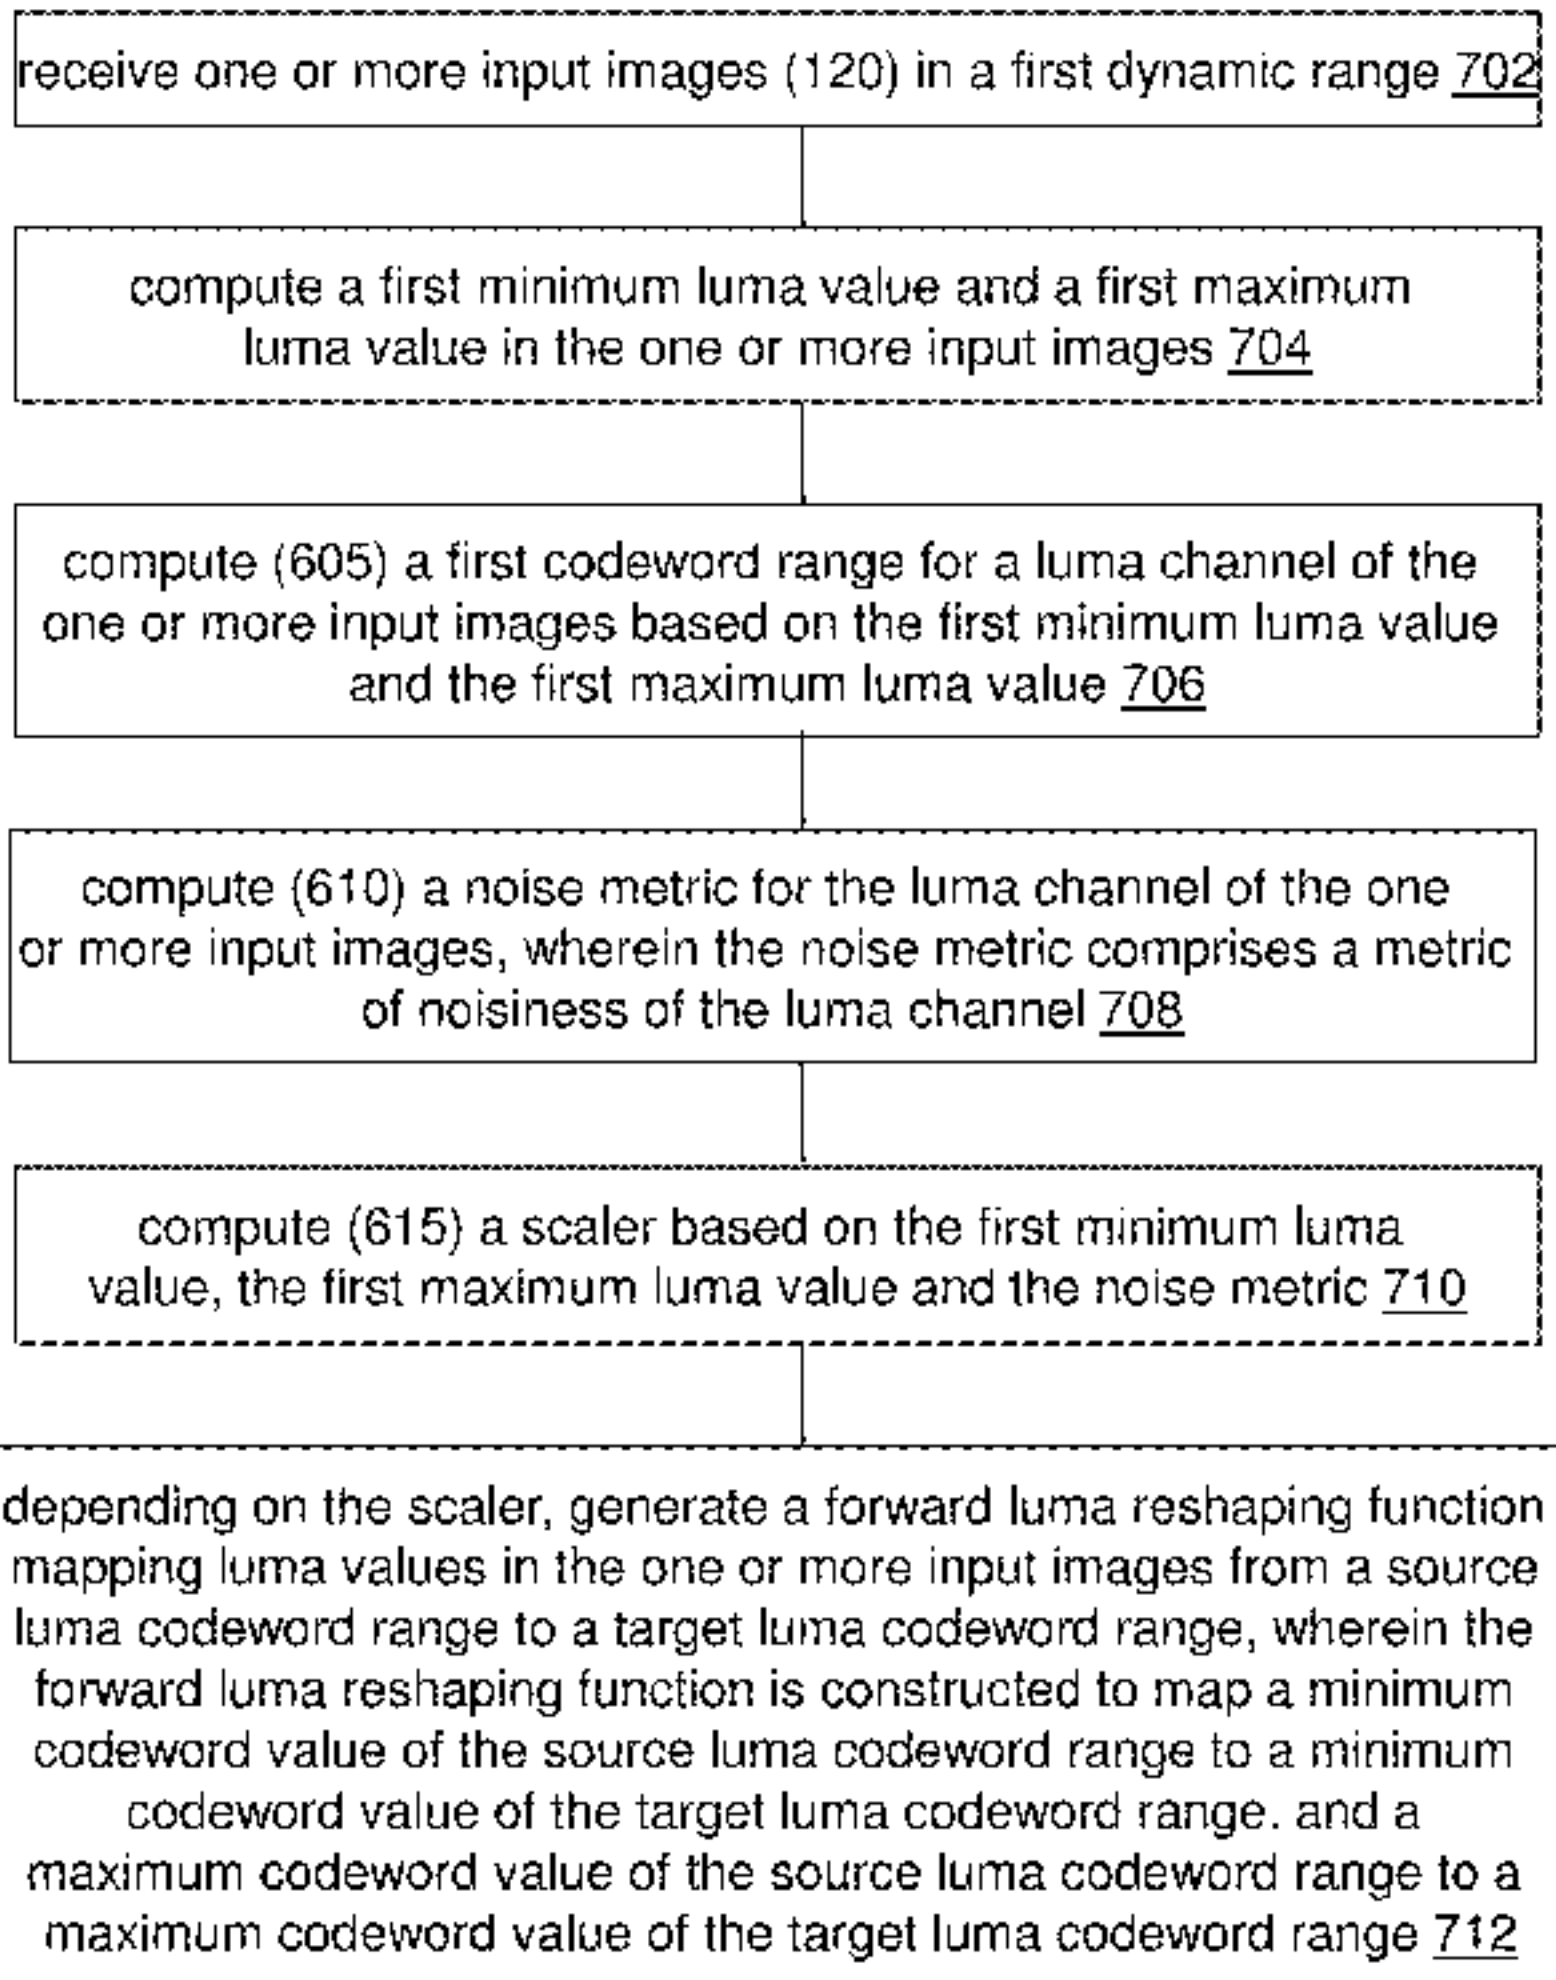 receive one or more input images (120) in a first dynamic range 702
compute a first minimum luma value and a first maximum
luma value in the one or more input images 704
compute (605) a first codeword range for a luma channel of the
one or more input images based on the first minimum luma value
and the first maximum luma value 706
compute (610) a noise metric for the luma channel of the one
or more input images, wherein the noise metric comprises a metric
of noisiness of the luma channel 708
compute (615) a scaler based on the first minimum luma
value, the first maximum luma value and the noise metric 710
depending on the scaler, generate a forward luma reshaping function
mapping luma values in the one or more input images from a source
luma codeword range to a target luma codeword range, wherein the
forward luma reshaping function is constructed to map a minimum
codeword value of the source luma codeword range to a minimum
codeword value of the target luma codeword range. and a
maximum codeword value of the source luma codeword range to a
maximum codeword value of the target luma codeword range 712